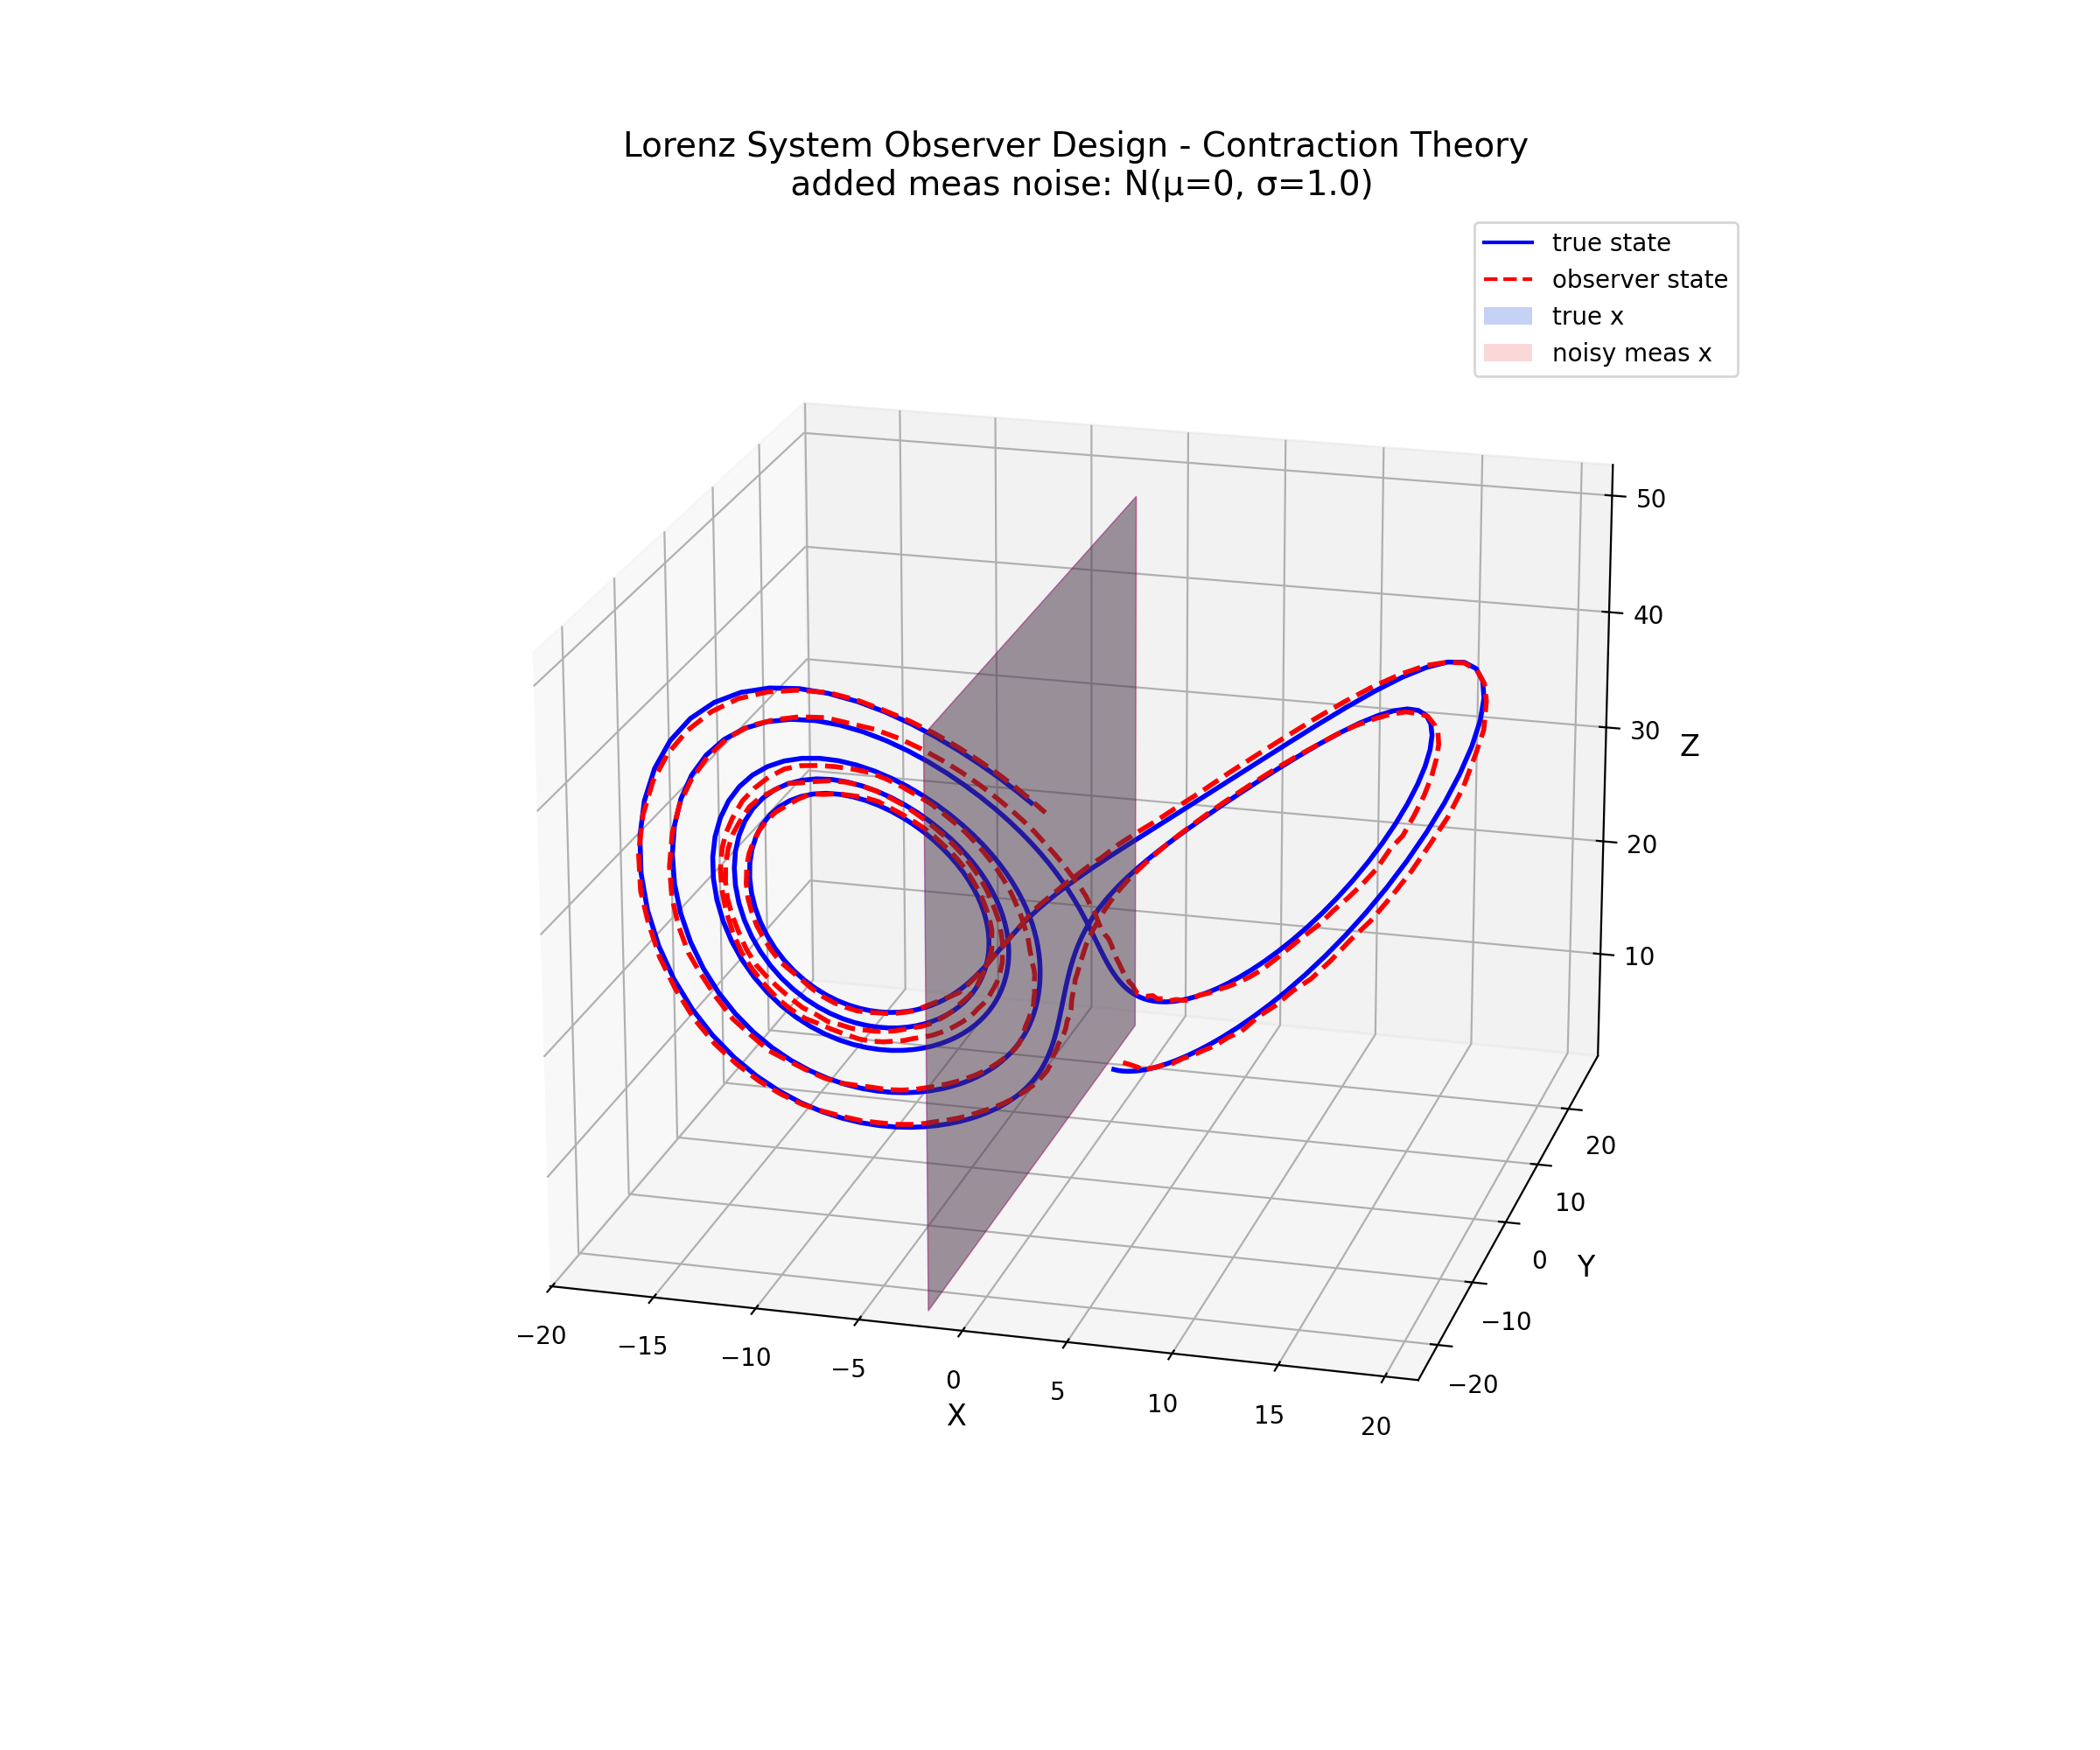 Lorenz System Observer Design - Contraction Theory
added meas noise: N(μ=0, σ=1.0)
true state
observer state
true x
noisy meas x
50
40
30
Z
20
10
20
10
0
Y
−10
−20
−20
−15
−10
−5
0
5
10
15
20
X